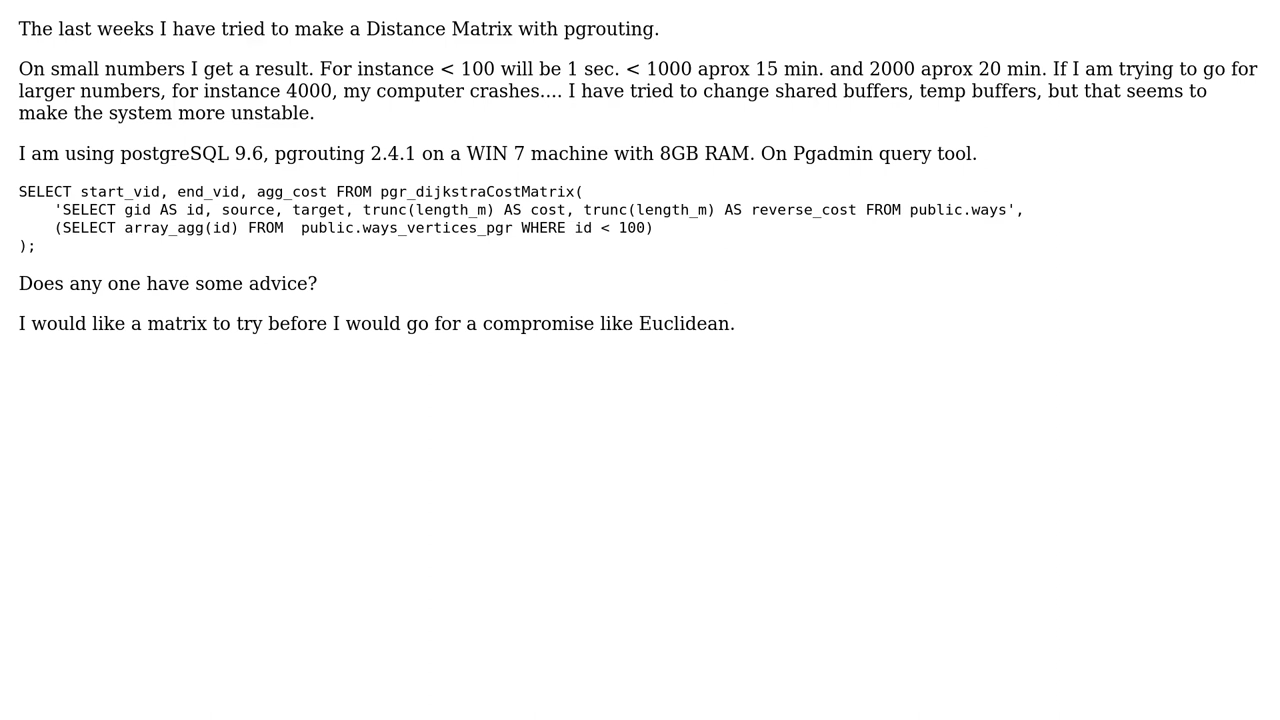 The last weeks I have tried to make a Distance Matrix with pgrouting.
On small numbers I get a result. For instance < 100 will be 1 sec. < 1000 aprox 15 min. and 2000 aprox 20 min. If I am trying to go for
larger numbers, for instance 4000, my computer crashes.... I have tried to change shared buffers, temp buffers, but that seems to
make the system more unstable.
I am using postgreSQL 9.6, pgrouting 2.4.1 on a WIN 7 machine with 8GB RAM. On Pgadmin query tool.
SELECT start_vid, end_vid, agg_cost FROM pgr_dijkstraCostMatrix(
    'SELECT gid AS id, source, target, trunc(length_m) AS cost, trunc(length_m) AS reverse_cost FROM public.ways',
    (SELECT array_agg(id) FROM  public.ways_vertices_pgr WHERE id < 100)
);
Does any one have some advice?
I would like a matrix to try before I would go for a compromise like Euclidean.